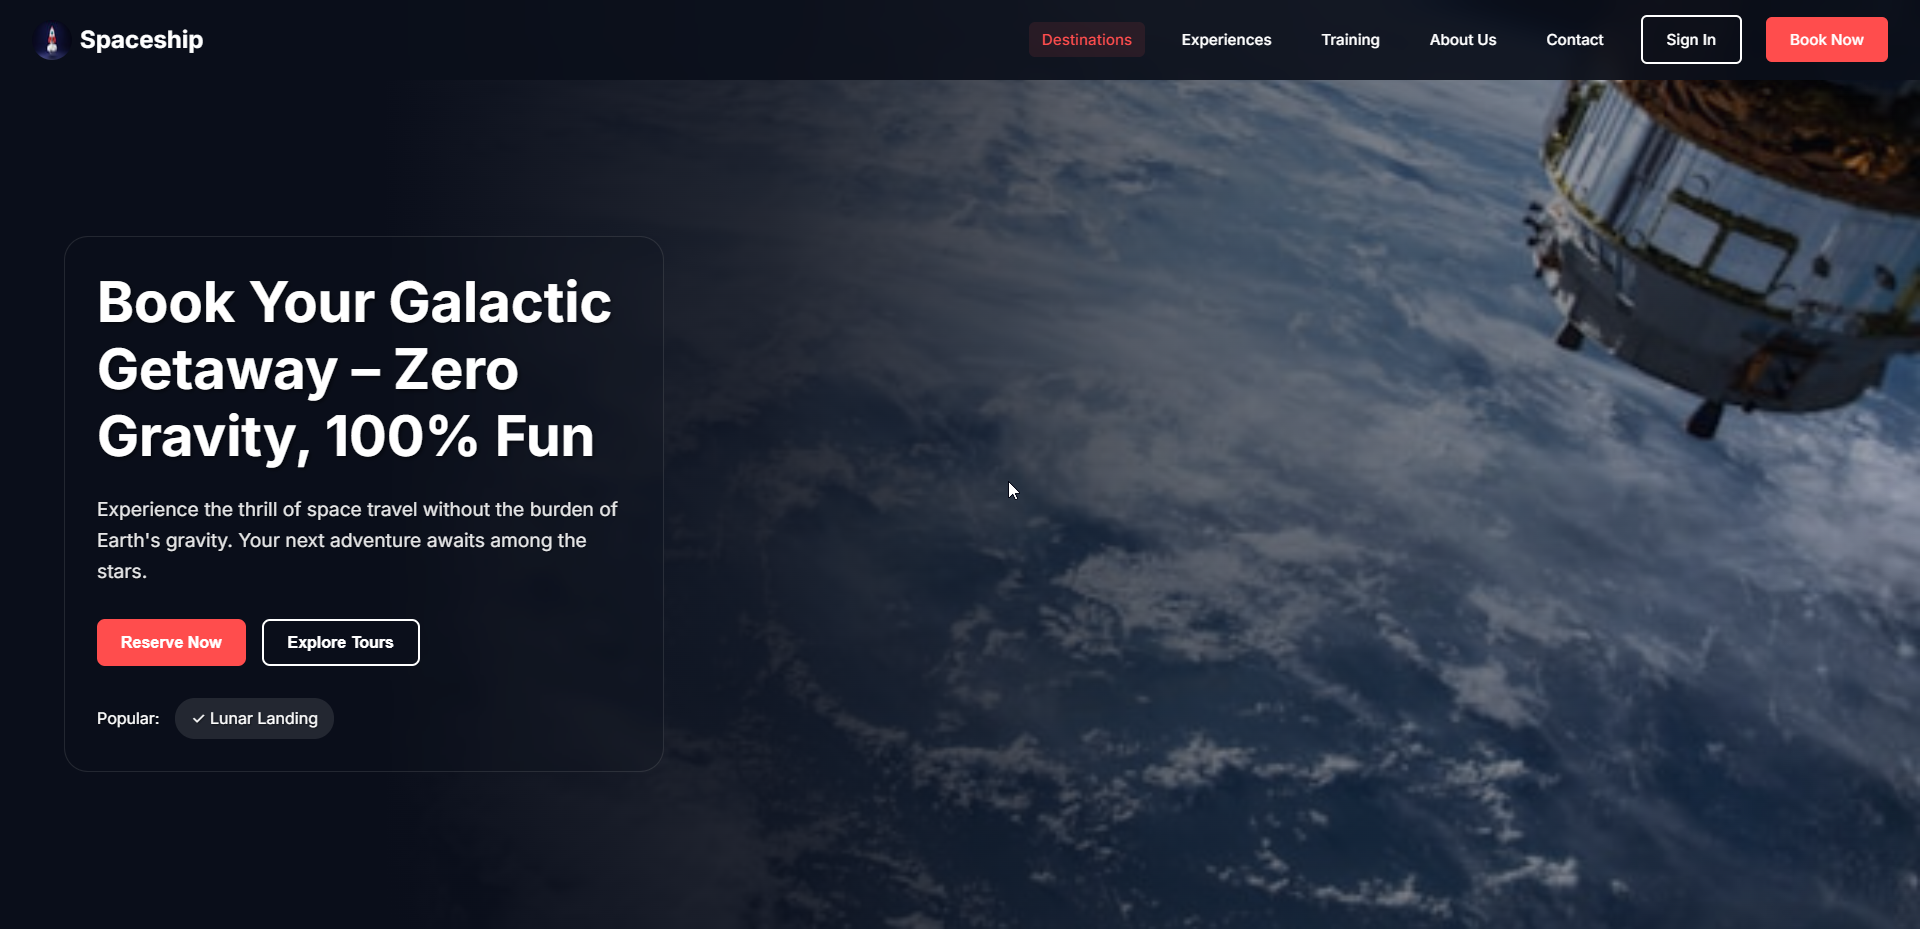 Spaceship
Destinations
Experiences
Training
About Us
Contact
Sign In
Book Now
Book Your Galactic
Getaway – Zero
Gravity, 100% Fun
Experience the thrill of space travel without the burden of
Earth's gravity. Your next adventure awaits among the
stars.
Reserve Now
Explore Tours
Popular:
✓ Lunar Landing